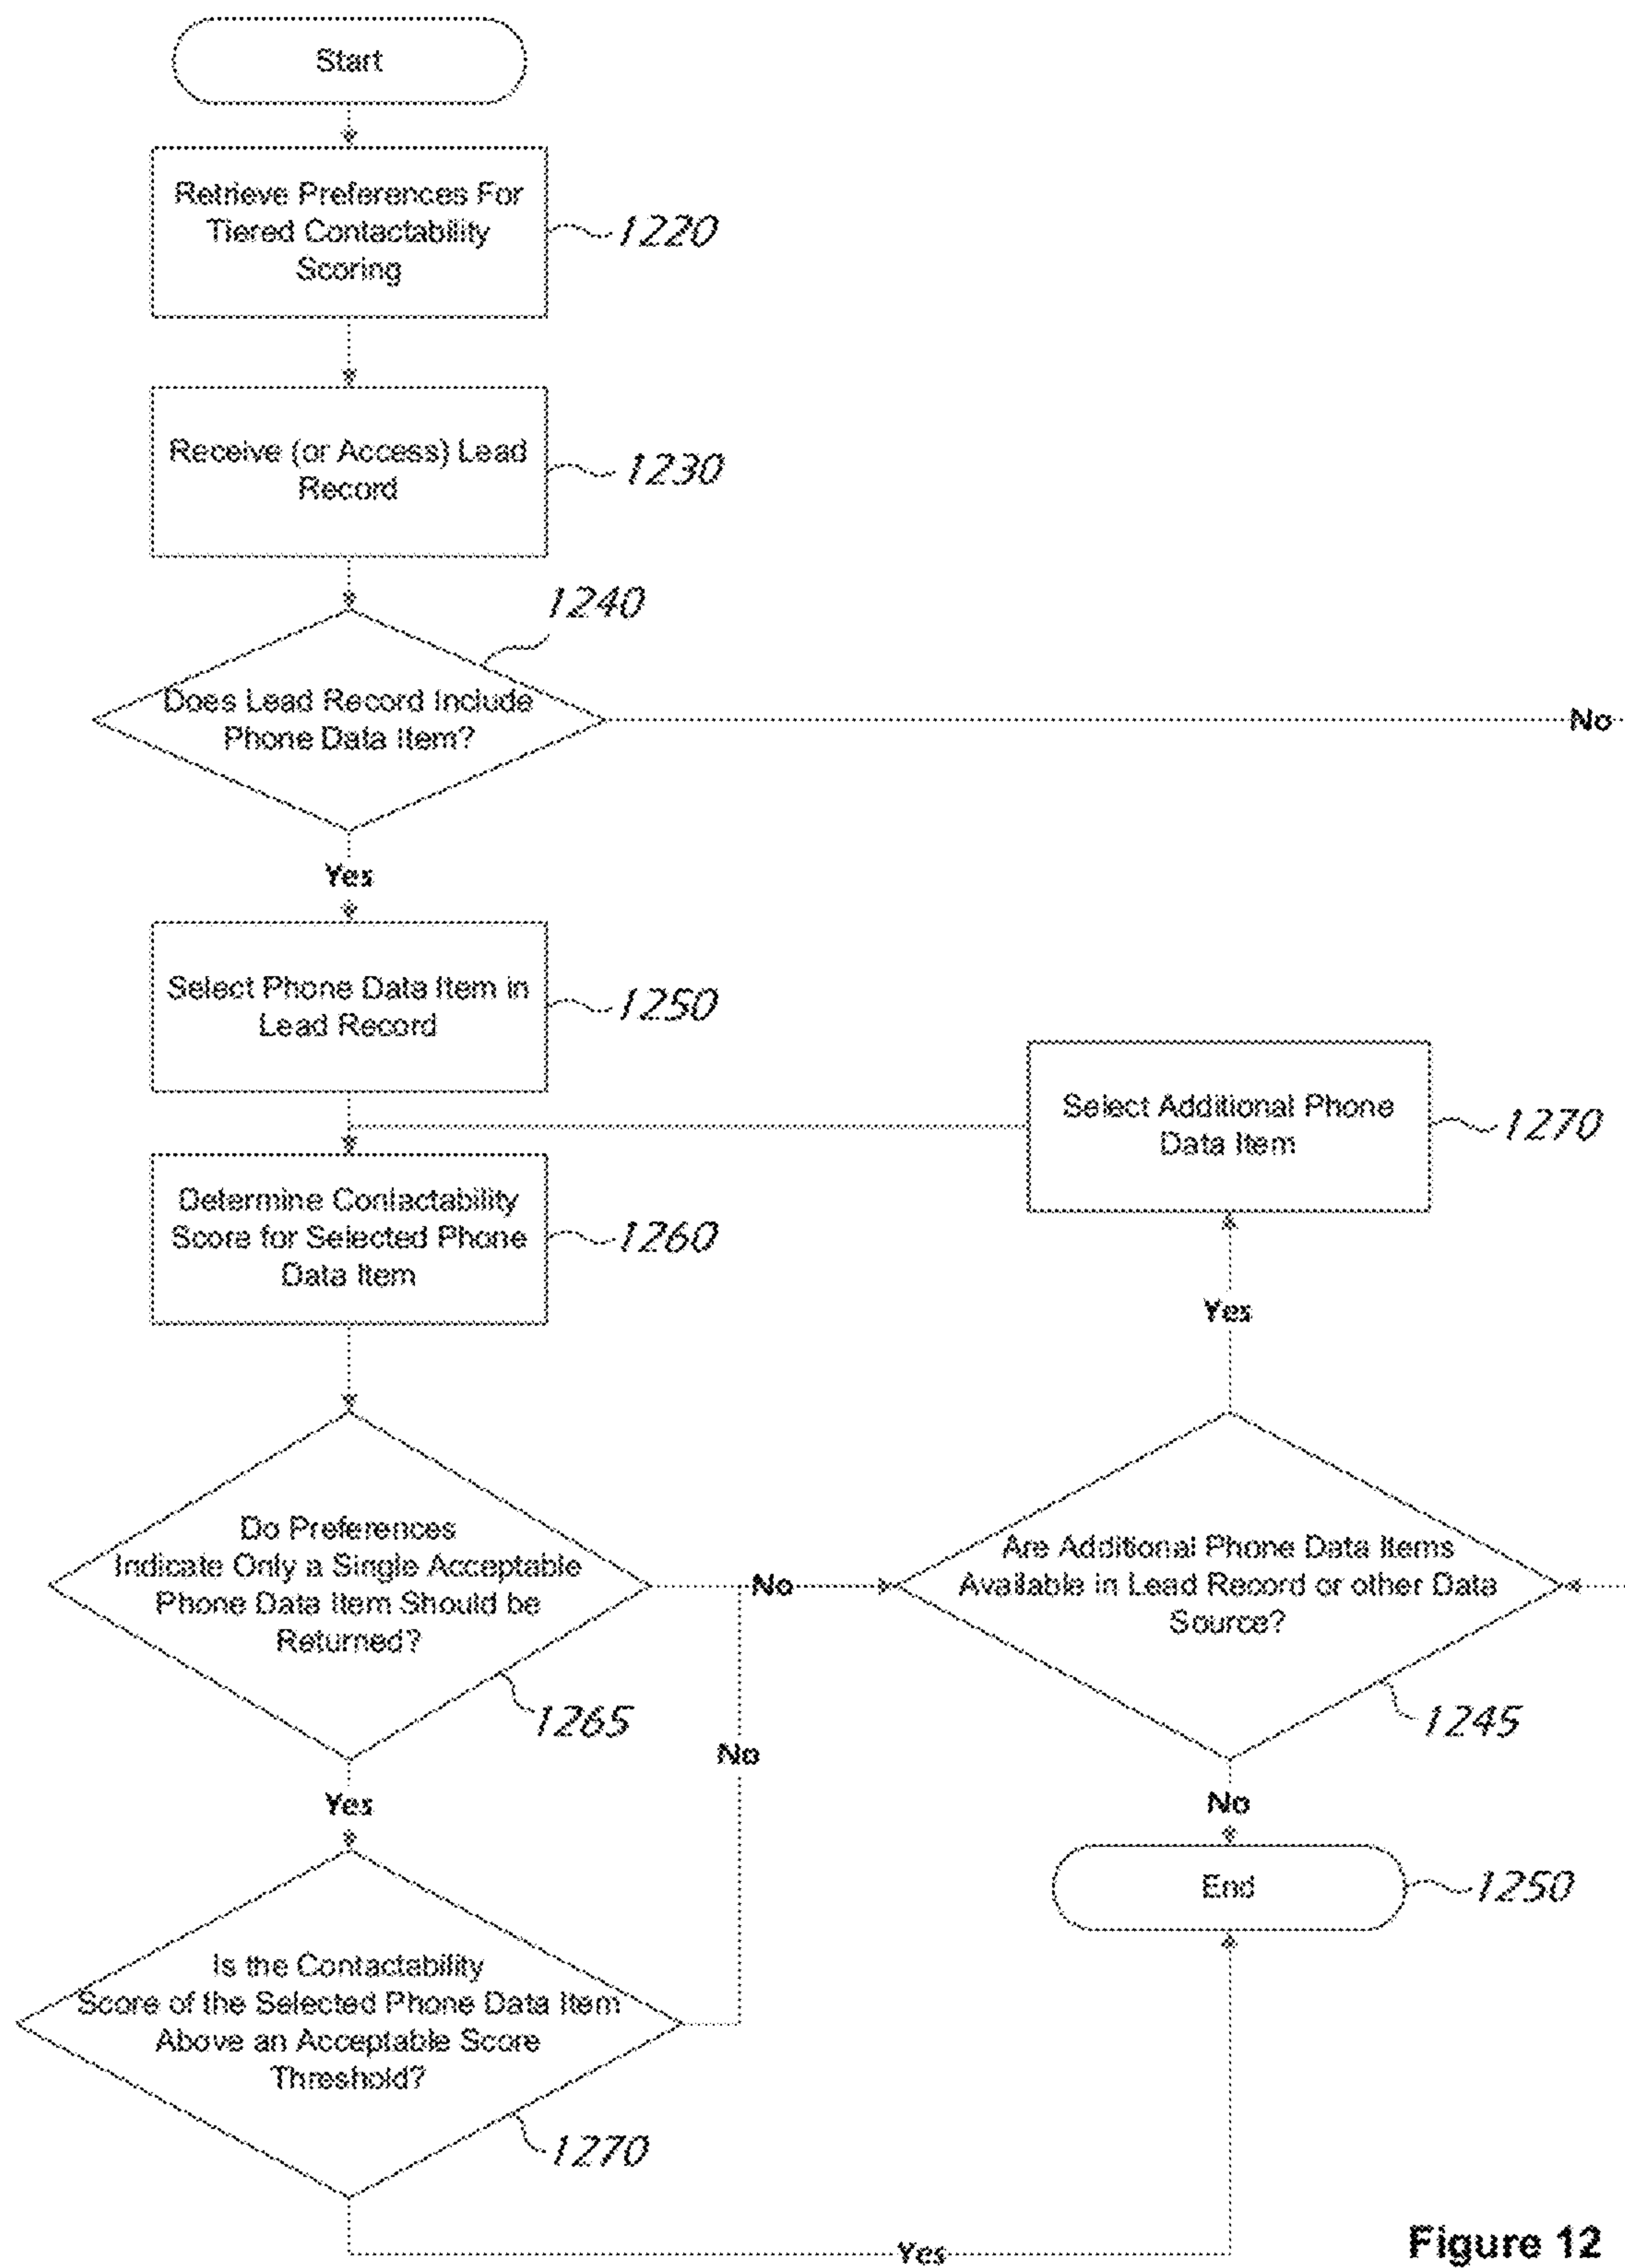 Start
Retrieve Preferences For
Tiered Contactability
Scoring
1220
Receive (or Access) Lead
Record
1230
1240
Does Lead Record Include
Phone Data Item?
No
Yes
Select Phone Data Item in
Lead Record
1250
Select Additional Phone
Data Item
1270
Determine Contactability
Score for Selected Phone
Data Item
1260
Yes
Do Preferences
Indicate Only a Single Acceptable
Phone Data Item Should be
Returned?
1265
No
Are Additional Phone Data Items
Available in Lead Record or other Data
Source?
1245
No
Yes
No
End
1250
Is the Contactability
Score of the Selected Phone Data Item
Above an Acceptable Score
Threshold?
1270
Yes
Figure 12